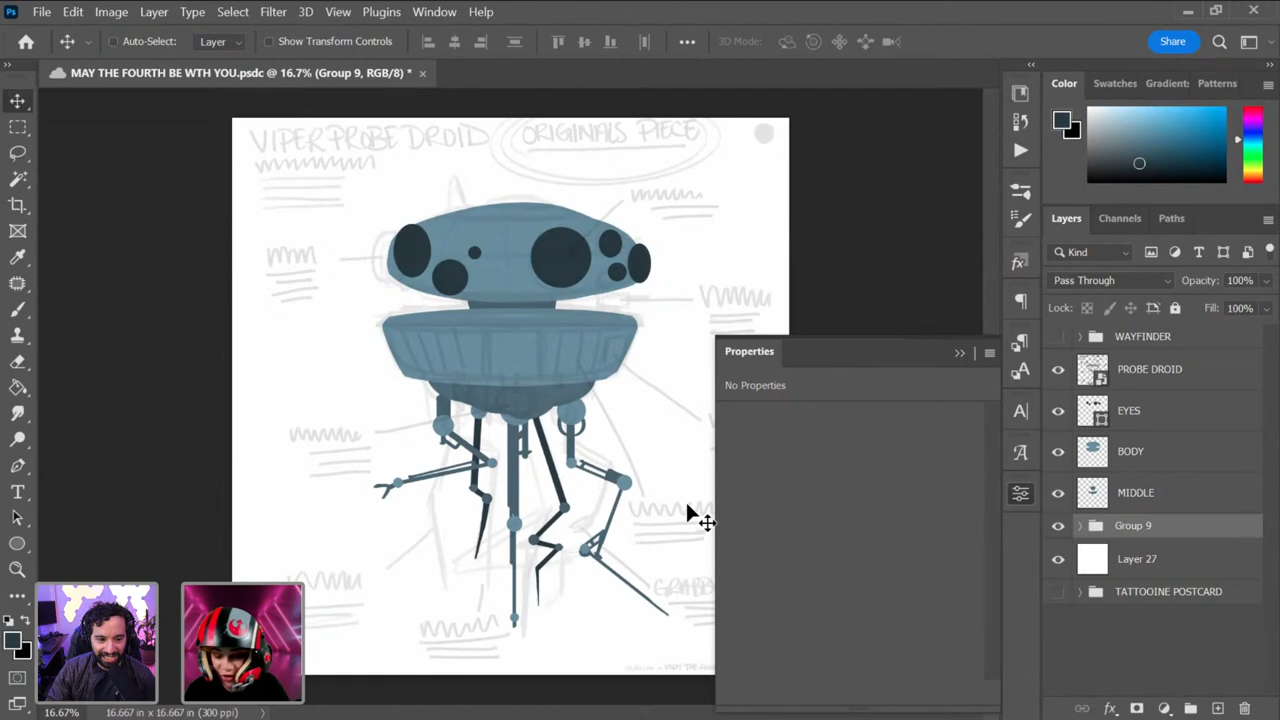 Ps File Edit Image Layer Type Select Filter 3D View Plugins Window Help
Auto-Select: Layer Show Transform Controls 3D Mode: Share
MAY THE FOURTH BE WTH YOU.psdc @ 16.7% (Group 9, RGB/8) *
Color Swatches Gradient: Patterns
VIPER PROBE DROID
ORIGINALS PIECE
Layers Channels Paths
Kind
Pass Through Opacity: 100%
Lock: Fill: 100%
WAYFINDER
Properties
No Properties
PROBE DROID
EYES
BODY
MIDDLE
Group 9
Layer 27
TATTOOINE POSTCARD
16.67% 16.667 in x 16.667 in (300 ppi)